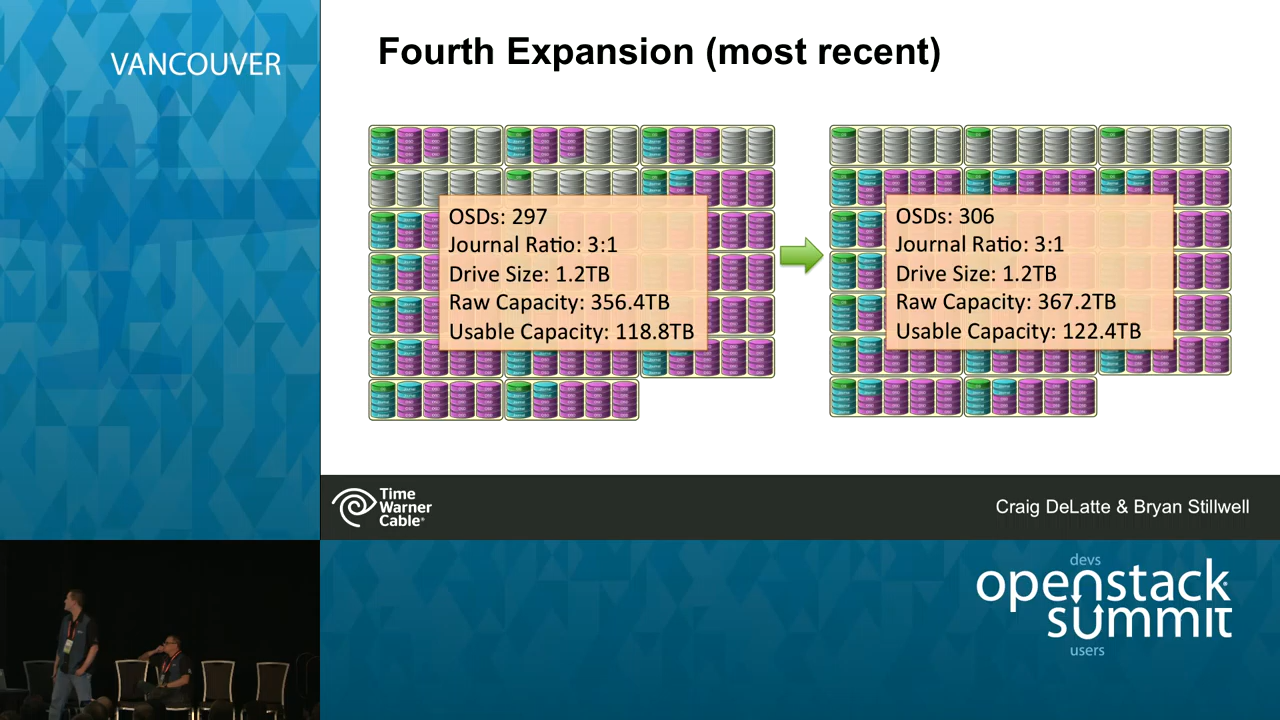 VANCOUVER
Fourth Expansion (most recent)
OSDs: 297
Journal Ratio: 3:1
Drive Size: 1.2TB
Raw Capacity: 356.4TB
Usable Capacity: 118.8TB
OSDs: 306
Journal Ratio: 3:1
Drive Size: 1.2TB
Raw Capacity: 367.2TB
Usable Capacity: 122.4TB
Time
Warner
Cable
Craig DeLatte & Bryan Stillwell
devs
openstack
summit
users